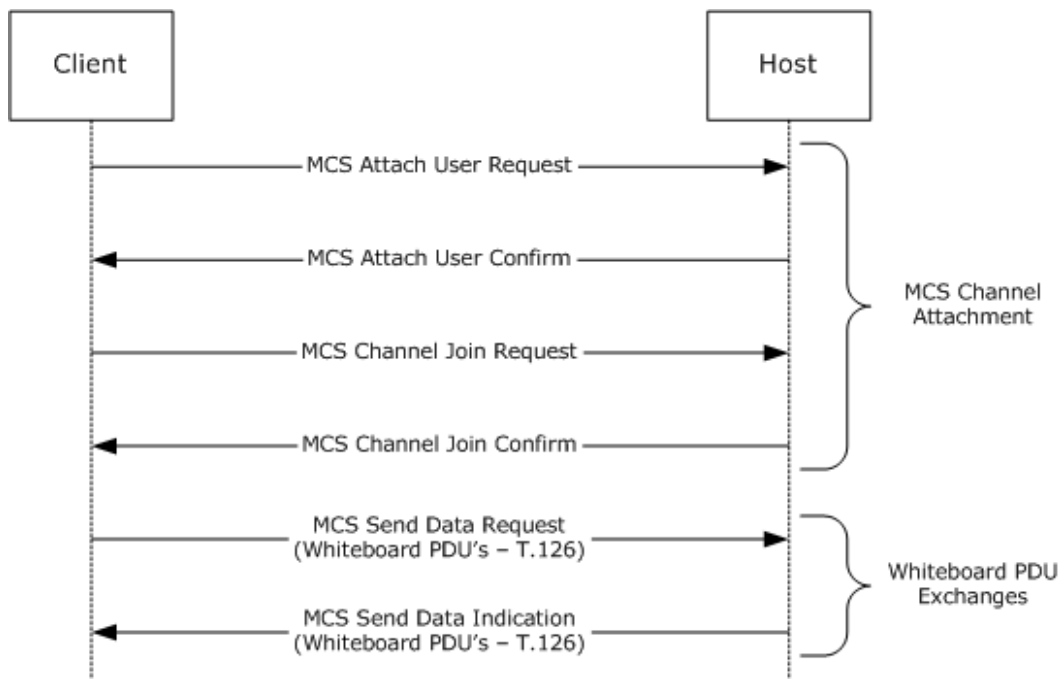 Client
Host
MCS Attach User Request
MCS Attach User Confirm
MCS Channel
Attachment
MCS Channel Join Request
MCS Channel Join Confirm
MCS Send Data Request
(Whiteboard PDU's – T.126)
Whiteboard PDU
Exchanges
MCS Send Data Indication
(Whiteboard PDU's – T.126)